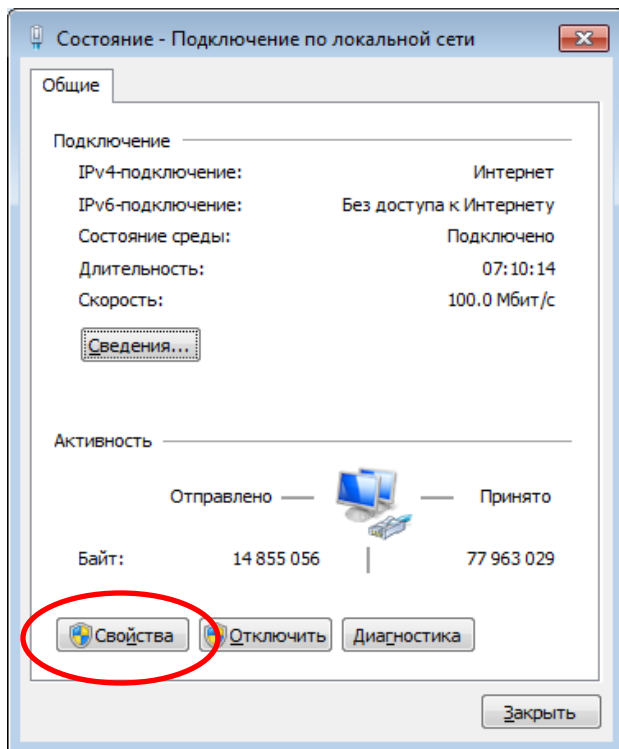 Состояние - Подключение по локальной сети
Общие
Подключение
IPv4-подключение: Интернет
IPv6-подключение: Без доступа к Интернету
Состояние среды: Подключено
Длительность: 07:10:14
Скорость: 100.0 Мбит/с
Сведения...
Активность
Отправлено — — Принято
Байт: 14 855 056 | 77 963 029
Свойства Отключить Диагностика
Закрыть